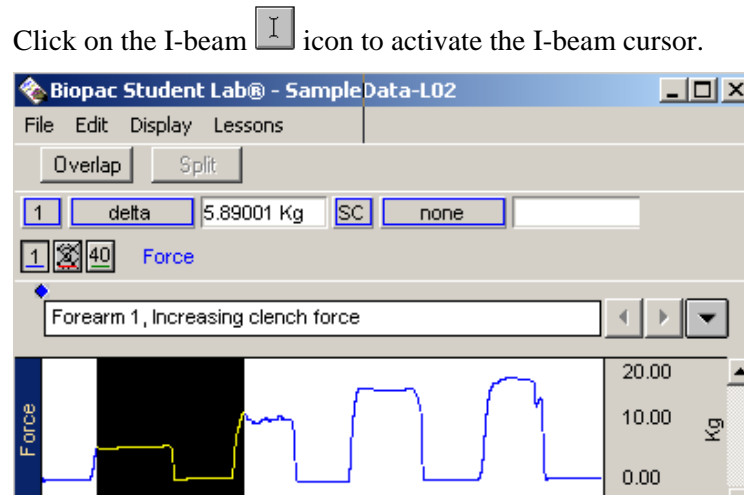 Click on the I-beam I icon to activate the I-beam cursor.
Biopac Student Lab® - SampleData-L02
File Edit Display Lessons
Overlap Split
1 delta 5.89001 Kg SC none
1 40 Force
Forearm 1, Increasing clench force
20.00
10.00
0.00
Force
Kg